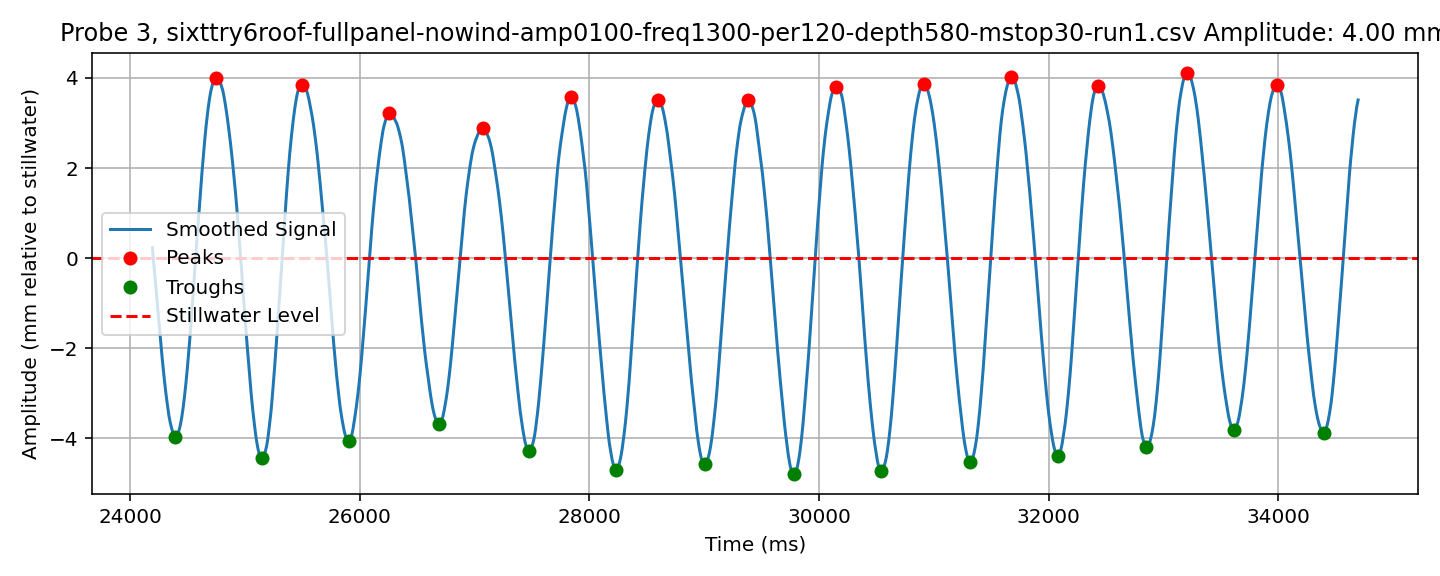 Probe 3, sixttry6roof-fullpanel-nowind-amp0100-freq1300-per120-depth580-mstop30-run1.csv Amplitude: 4.00 mm
Amplitude (mm relative to stillwater)
4
2
0
−2
−4
Smoothed Signal
Peaks
Troughs
Stillwater Level
24000 26000 28000 30000 32000 34000
Time (ms)